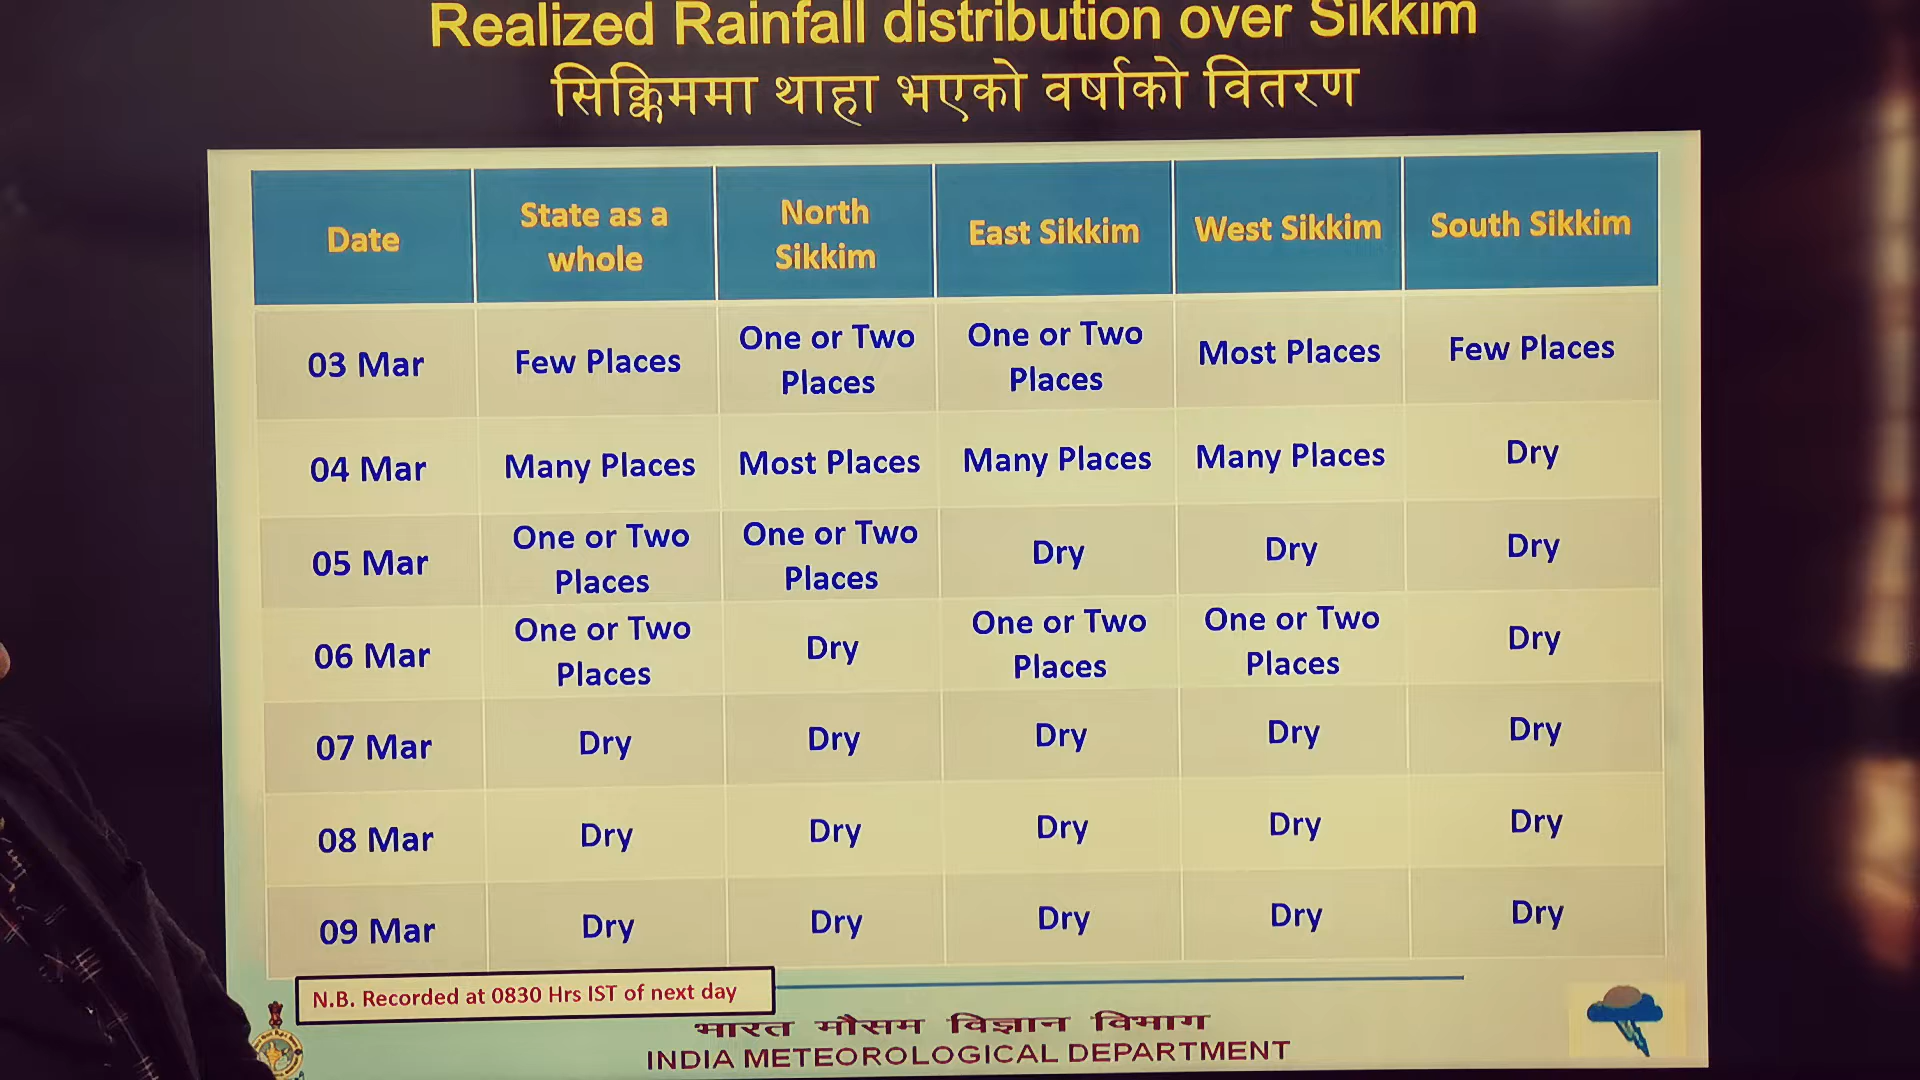 Realized Rainfall distribution over Sikkim
सिक्किममा थाहा भएको वर्षाको वितरण
Date | State as a whole | North Sikkim | East Sikkim | West Sikkim | South Sikkim
03 Mar | Few Places | One or Two Places | One or Two Places | Most Places | Few Places
04 Mar | Many Places | Most Places | Many Places | Many Places | Dry
05 Mar | One or Two Places | One or Two Places | Dry | Dry | Dry
06 Mar | One or Two Places | Dry | One or Two Places | One or Two Places | Dry
07 Mar | Dry | Dry | Dry | Dry | Dry
08 Mar | Dry | Dry | Dry | Dry | Dry
09 Mar | Dry | Dry | Dry | Dry | Dry
N.B. Recorded at 0830 Hrs IST of next day
भारत मौसम विज्ञान विभाग
INDIA METEOROLOGICAL DEPARTMENT